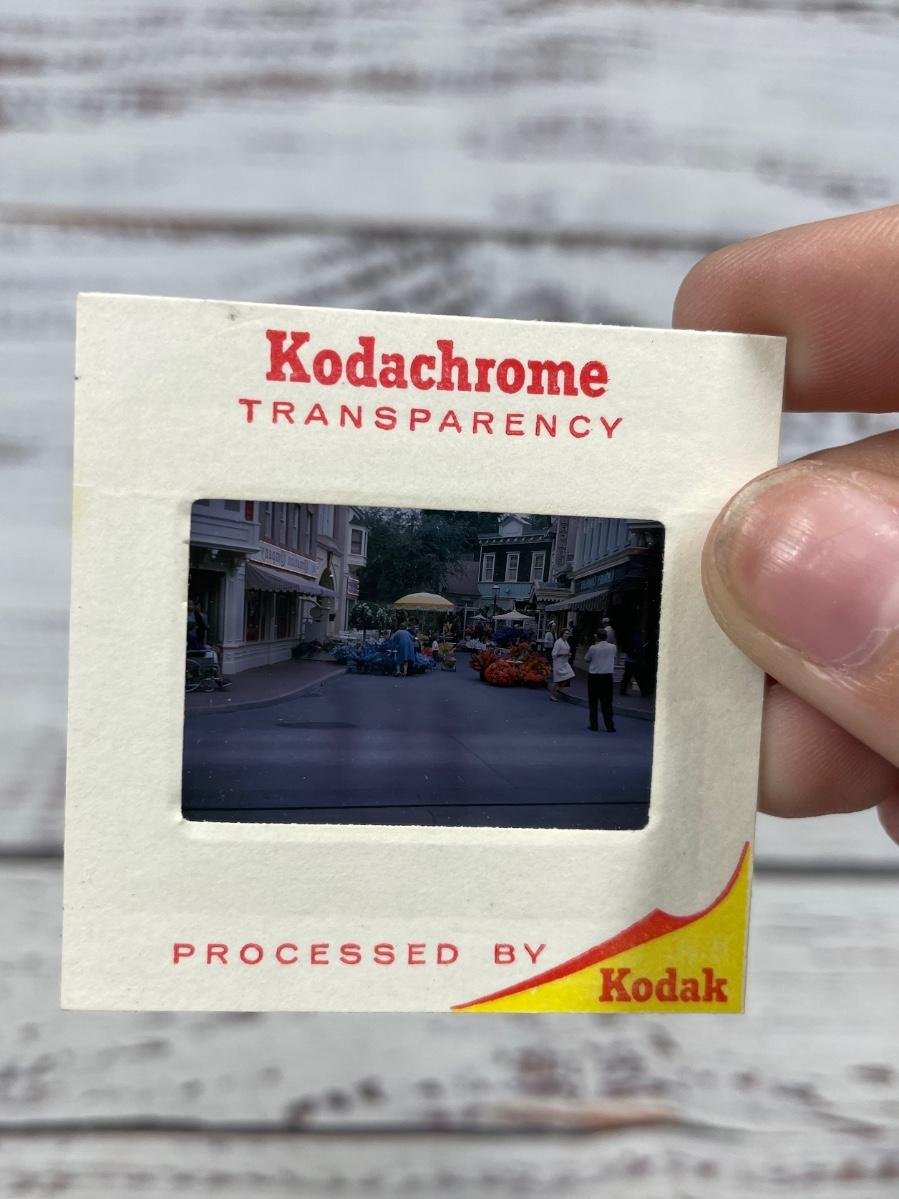 Kodachrome
TRANSPARENCY
PROCESSED BY
Kodak